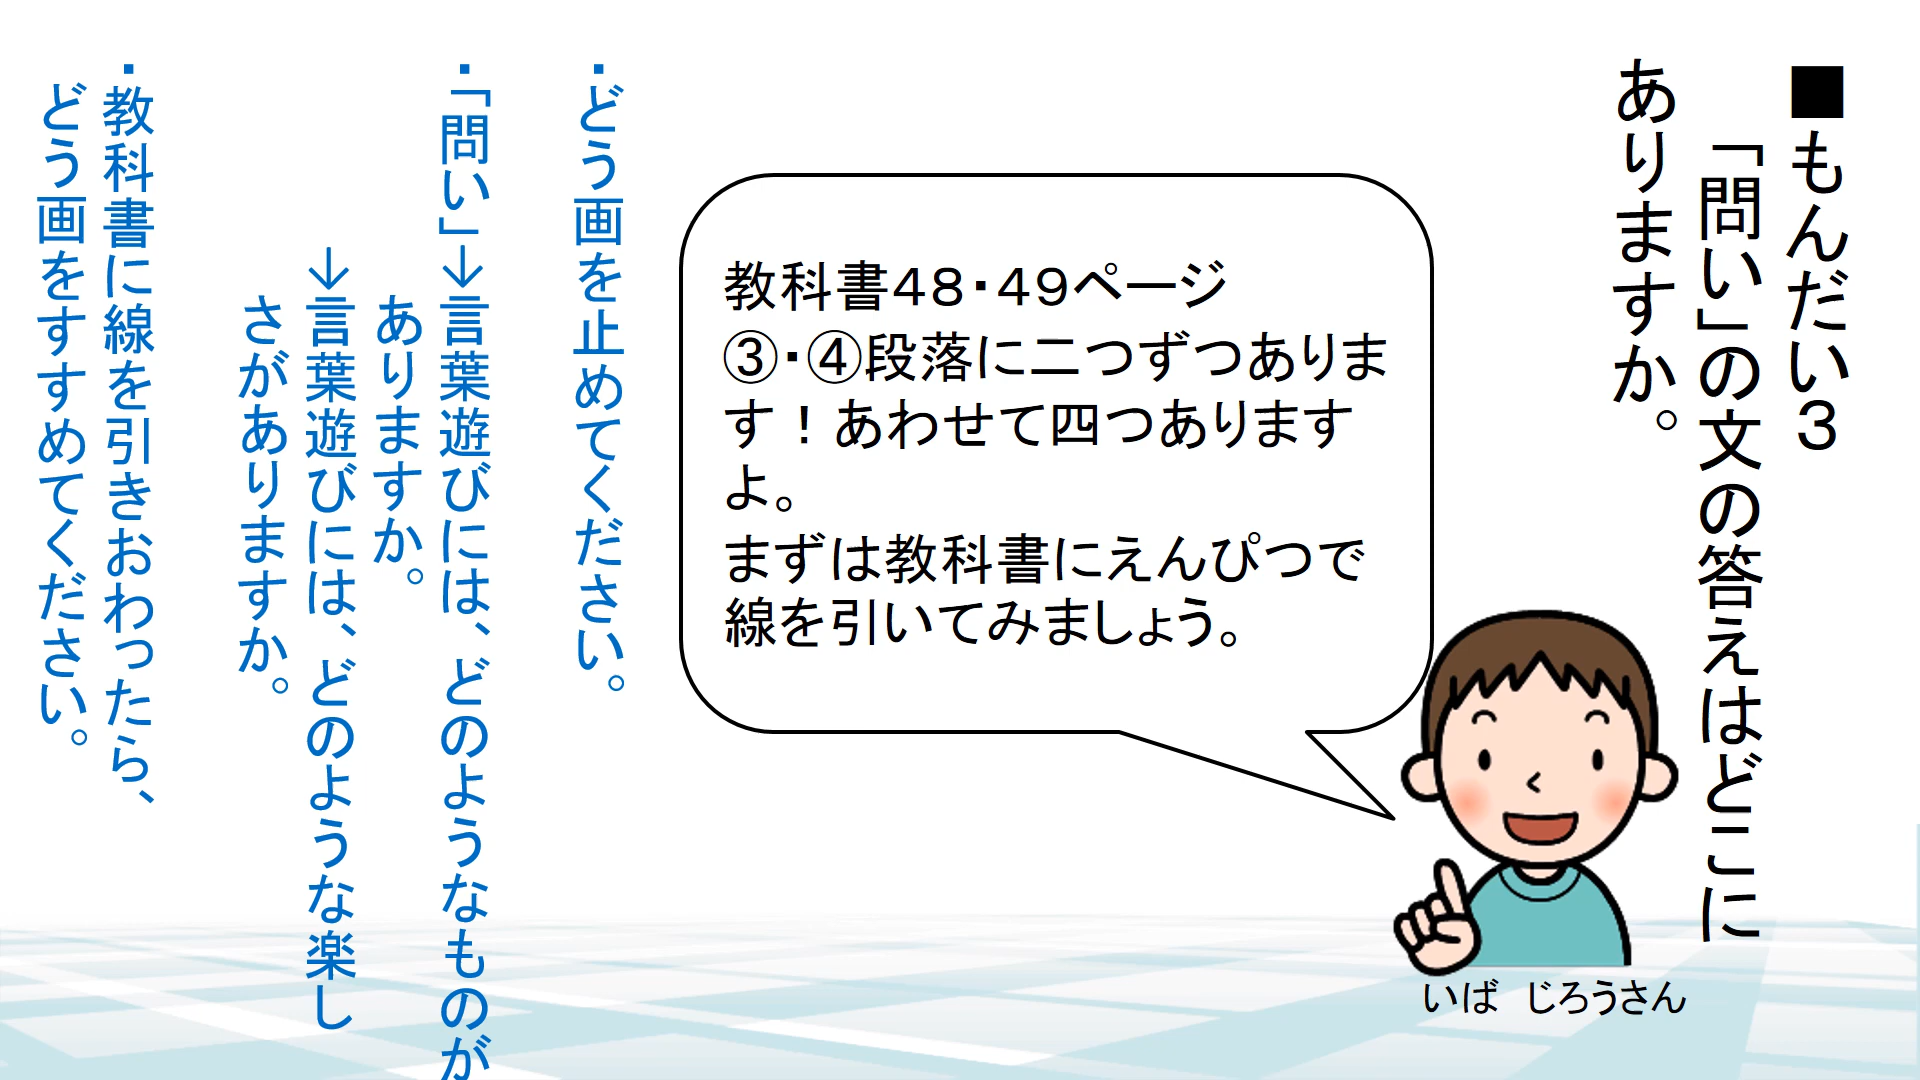 ■もんだい３
「問い」の文の答えはどこに
ありますか。
教科書４８・４９ページ
③・④段落に二つずつありま
す！あわせて四つあります
よ。
まずは教科書にえんぴつで
線を引いてみましょう。
いば　じろうさん
・どう画を止めてください。
・「問い」→言葉遊びには、どのようなものが
ありますか。
→言葉遊びには、どのような楽し
さがありますか。
・教科書に線を引きおわったら、
どう画をすすめてください。